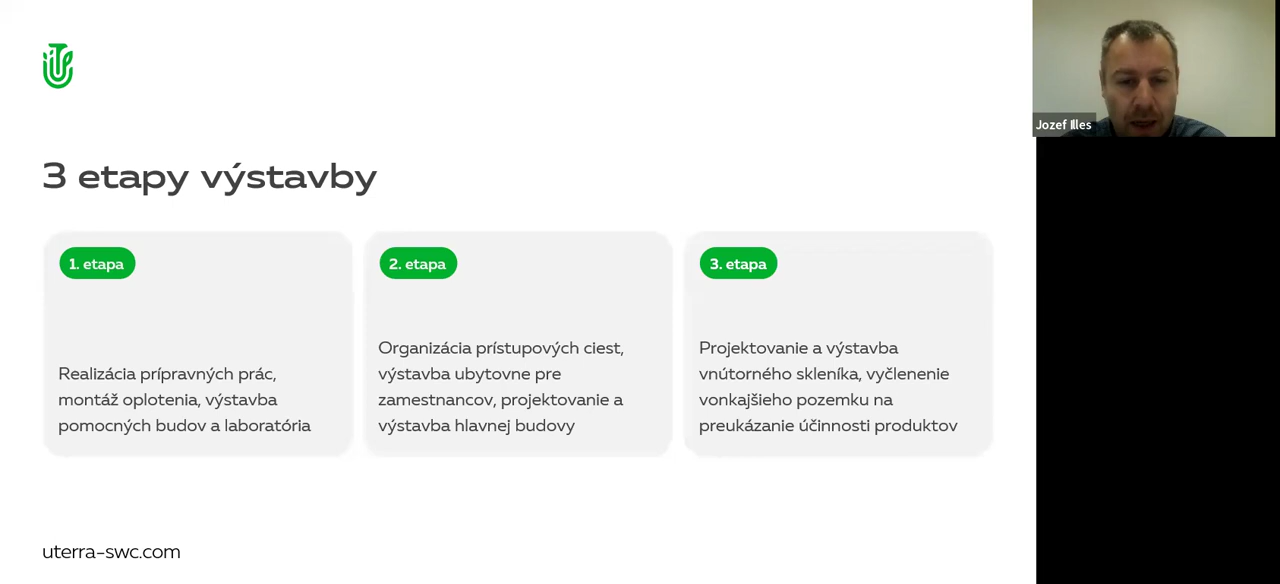 3 etapy výstavby
1. etapa
Realizácia prípravných prác,
montáž oplotenia, výstavba
pomocných budov a laboratória
2. etapa
Organizácia prístupových ciest,
výstavba ubytovne pre
zamestnancov, projektovanie a
výstavba hlavnej budovy
3. etapa
Projektovanie a výstavba
vnútorného skleníka, vyčlenenie
vonkajšieho pozemku na
preukázanie účinnosti produktov
uterra-swc.com
Jozef Illes